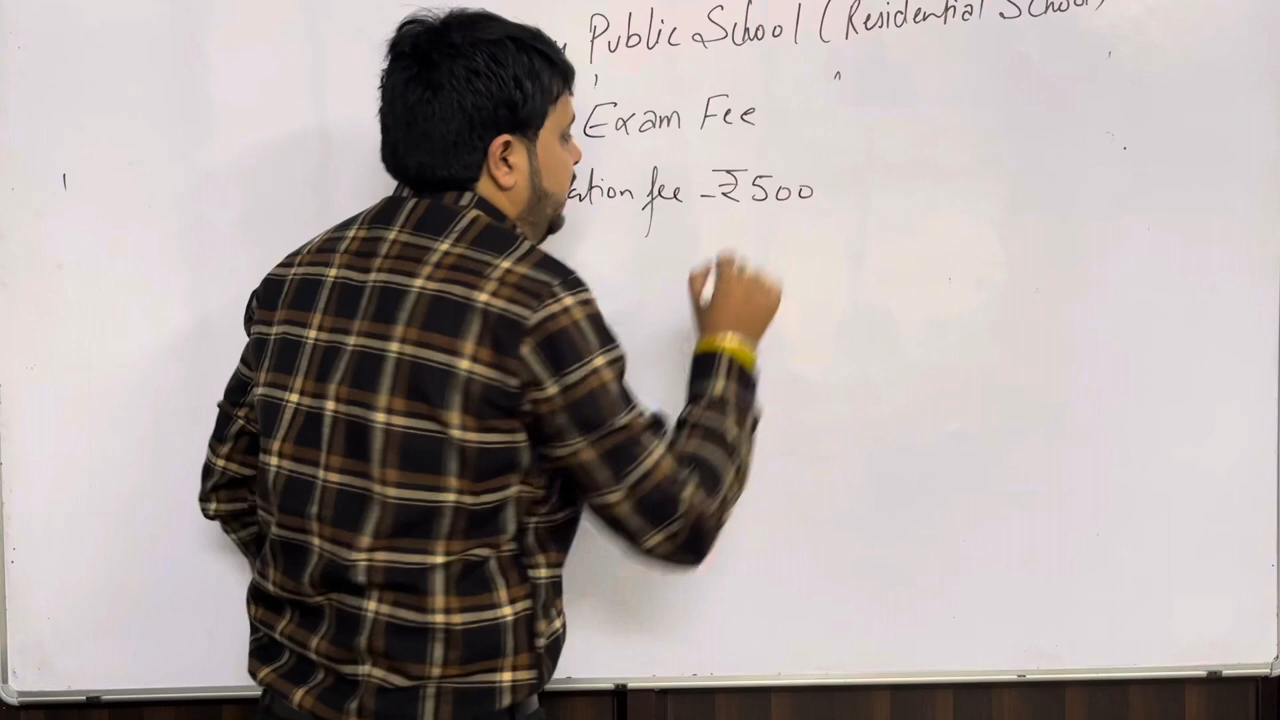 Public School (Residential School)
Exam Fee
ation fee - ₹500